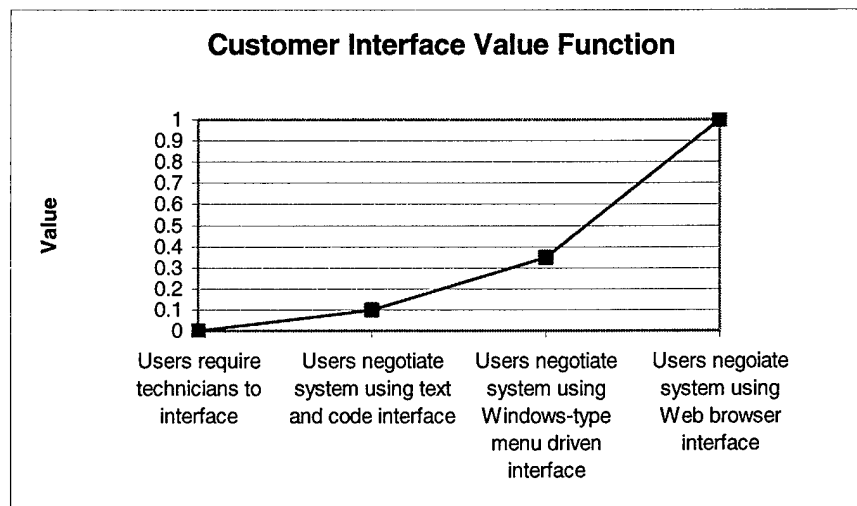 Customer Interface Value Function
Value
1
0.9
0.8
0.7
0.6
0.5
0.4
0.3
0.2
0.1
0
Users require
technicians to
interface
Users negotiate
system using text
and code interface
Users negotiate
system using
Windows-type
menu driven
interface
Users negoiate
system using
Web browser
interface